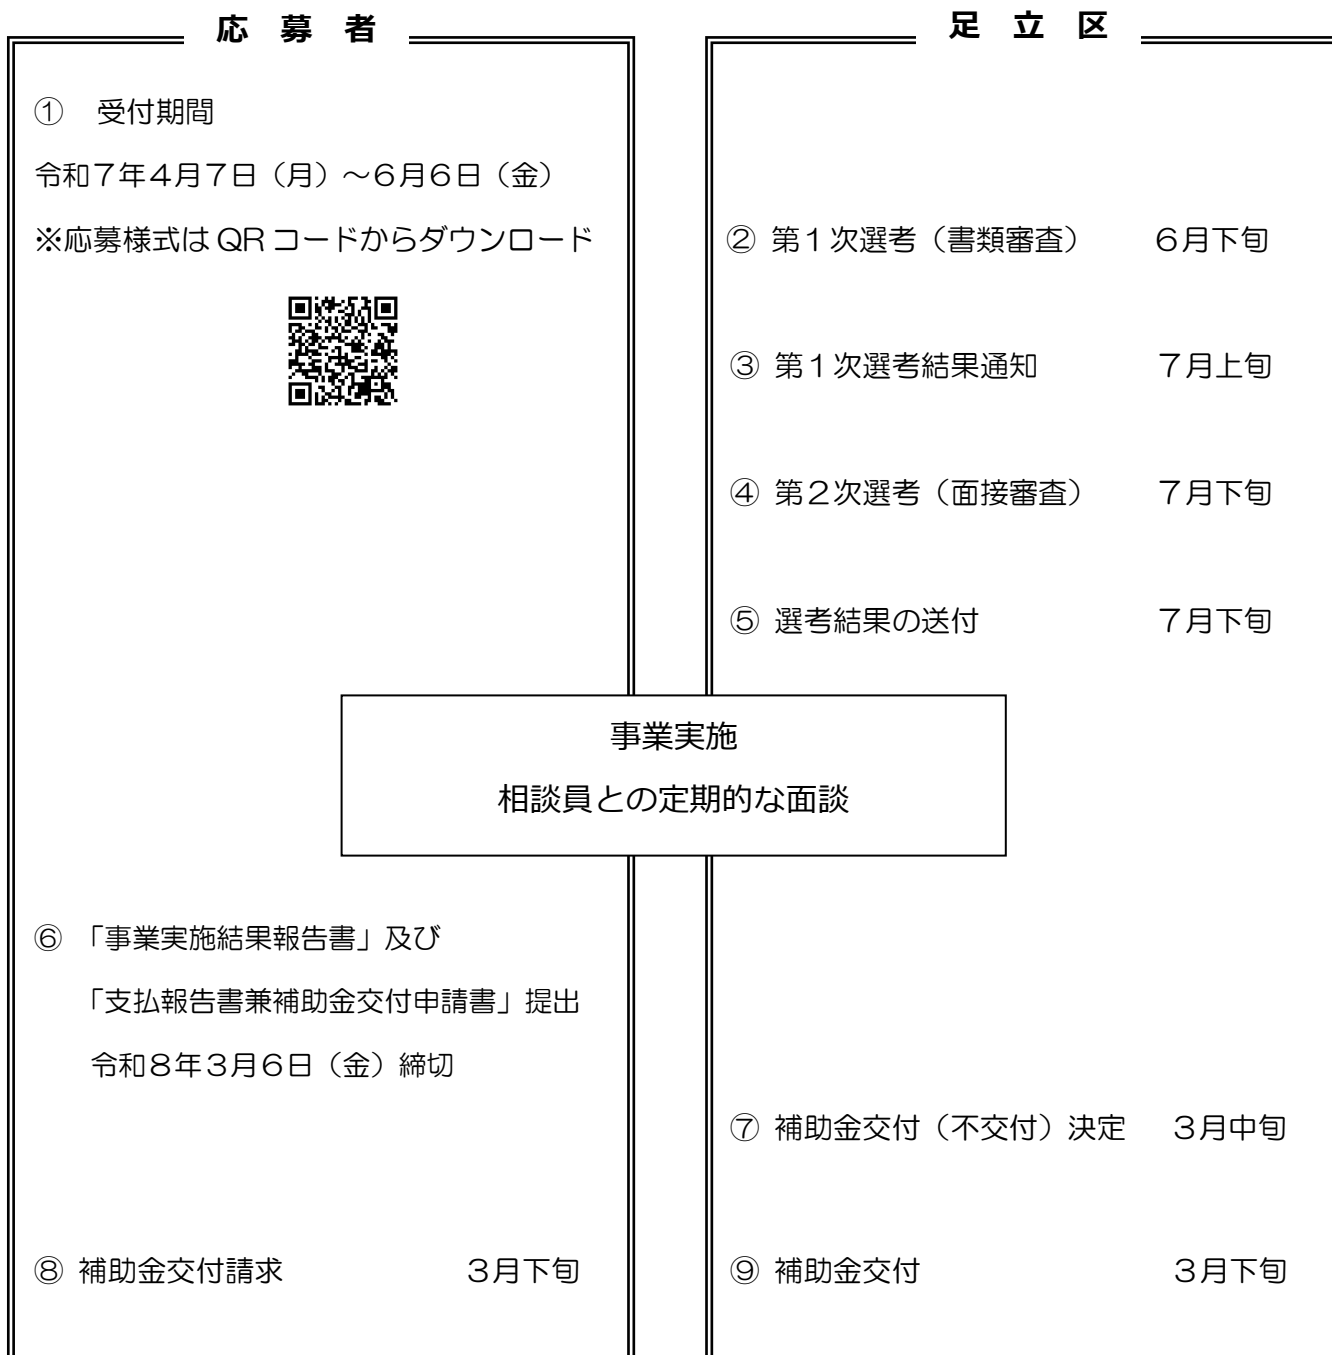 応 募 者
① 受付期間
令和7年4月7日（月）～6月6日（金）
※応募様式は QR コードからダウンロード
足 立 区
② 第１次選考（書類審査） ６月下旬
③ 第１次選考結果通知 ７月上旬
④ 第２次選考（面接審査） ７月下旬
⑤ 選考結果の送付 ７月下旬
事業実施
相談員との定期的な面談
⑥ 「事業実施結果報告書」及び
「支払報告書兼補助金交付申請書」提出
令和８年３月６日（金）締切
⑦ 補助金交付（不交付）決定 ３月中旬
⑧ 補助金交付請求 ３月下旬
⑨ 補助金交付 ３月下旬